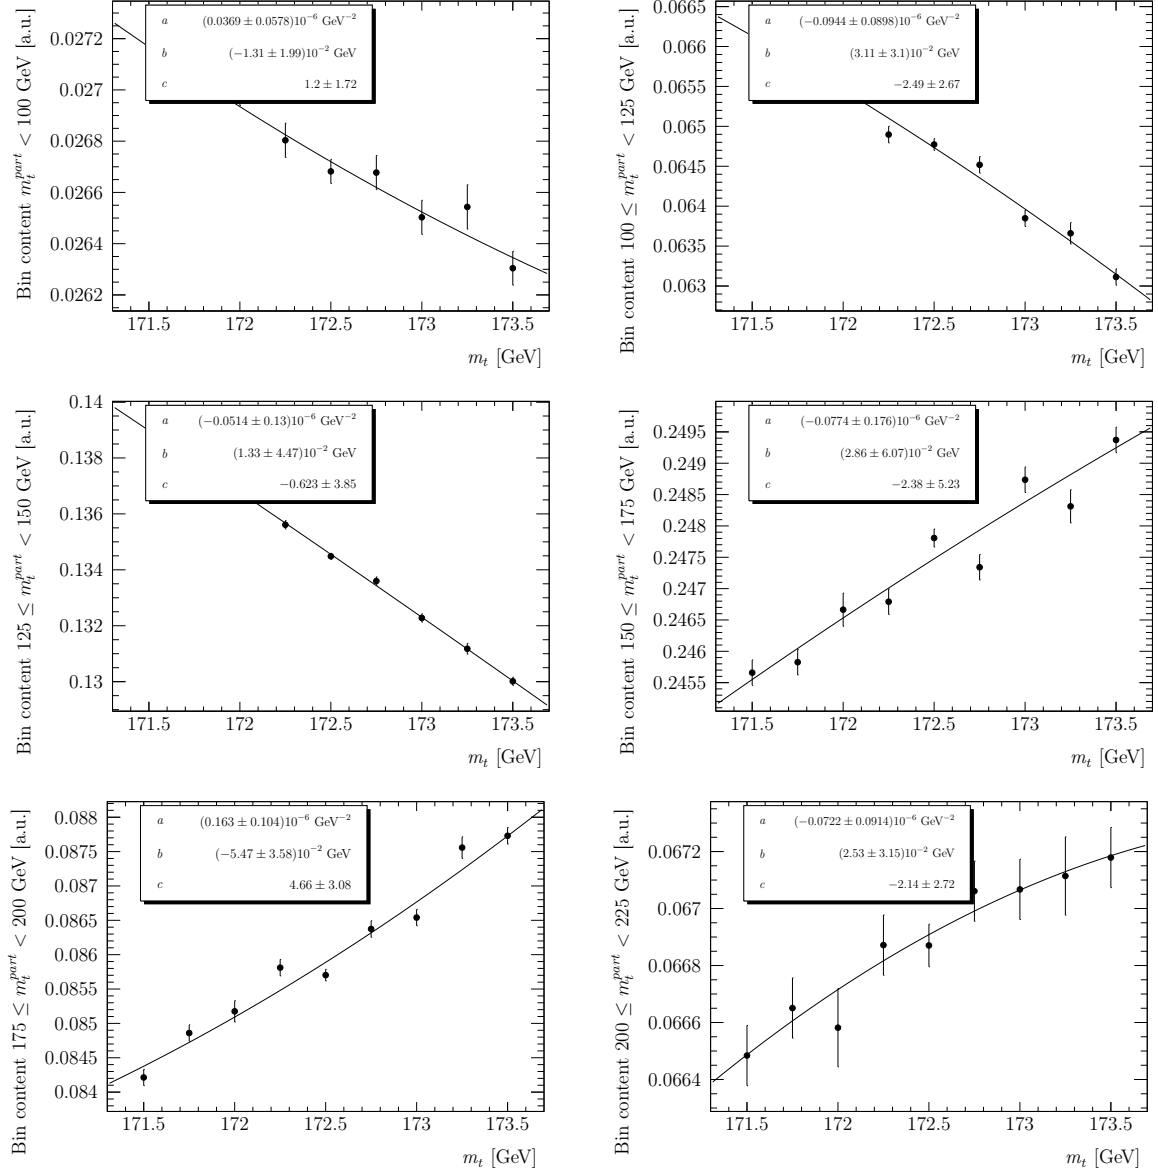 Bin content m_t^{part} < 100 GeV [a.u.]
0.0272
0.027
0.0268
0.0266
0.0264
0.0262
a (0.0369 ± 0.0578)10^{−6} GeV^{−2}
b (−1.31 ± 1.99)10^{−2} GeV
c 1.2 ± 1.72
171.5 172 172.5 173 173.5
m_t [GeV]
Bin content 100 ≤ m_t^{part} < 125 GeV [a.u.]
0.0665
0.066
0.0655
0.065
0.0645
0.064
0.0635
0.063
a (−0.0944 ± 0.0898)10^{−6} GeV^{−2}
b (3.11 ± 3.1)10^{−2} GeV
c −2.49 ± 2.67
171.5 172 172.5 173 173.5
m_t [GeV]
Bin content 125 ≤ m_t^{part} < 150 GeV [a.u.]
0.14
0.138
0.136
0.134
0.132
0.13
a (−0.0514 ± 0.13)10^{−6} GeV^{−2}
b (1.33 ± 4.47)10^{−2} GeV
c −0.623 ± 3.85
171.5 172 172.5 173 173.5
m_t [GeV]
Bin content 150 ≤ m_t^{part} < 175 GeV [a.u.]
0.2495
0.249
0.2485
0.248
0.2475
0.247
0.2465
0.246
0.2455
a (−0.0774 ± 0.176)10^{−6} GeV^{−2}
b (2.86 ± 6.07)10^{−2} GeV
c −2.38 ± 5.23
171.5 172 172.5 173 173.5
m_t [GeV]
Bin content 175 ≤ m_t^{part} < 200 GeV [a.u.]
0.088
0.0875
0.087
0.0865
0.086
0.0855
0.085
0.0845
0.084
a (0.163 ± 0.104)10^{−6} GeV^{−2}
b (−5.47 ± 3.58)10^{−2} GeV
c 4.66 ± 3.08
171.5 172 172.5 173 173.5
m_t [GeV]
Bin content 200 ≤ m_t^{part} < 225 GeV [a.u.]
0.0672
0.067
0.0668
0.0666
0.0664
a (−0.0722 ± 0.0914)10^{−6} GeV^{−2}
b (2.53 ± 3.15)10^{−2} GeV
c −2.14 ± 2.72
171.5 172 172.5 173 173.5
m_t [GeV]